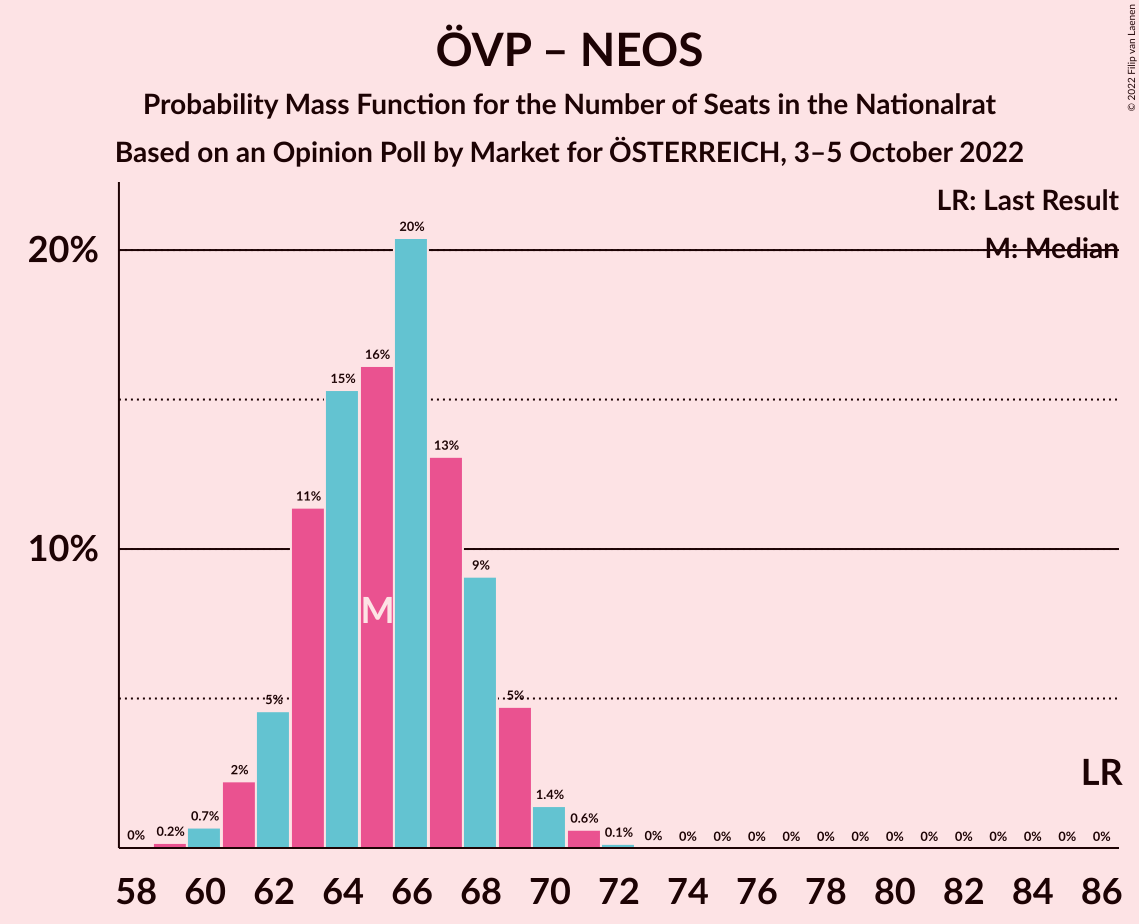 © 2022 Filip van Laenen
ÖVP – NEOS
Probability Mass Function for the Number of Seats in the Nationalrat
Based on an Opinion Poll by Market for ÖSTERREICH, 3–5 October 2022
LR: Last Result
M: Median
20%
10%
0% 0.2% 0.7% 2% 5% 11% 15% 16% 20% 13% 9% 5% 1.4% 0.6% 0.1% 0% 0% 0% 0% 0% 0% 0% 0% 0% 0% 0% 0% 0% 0%
M
LR
58 60 62 64 66 68 70 72 74 76 78 80 82 84 86